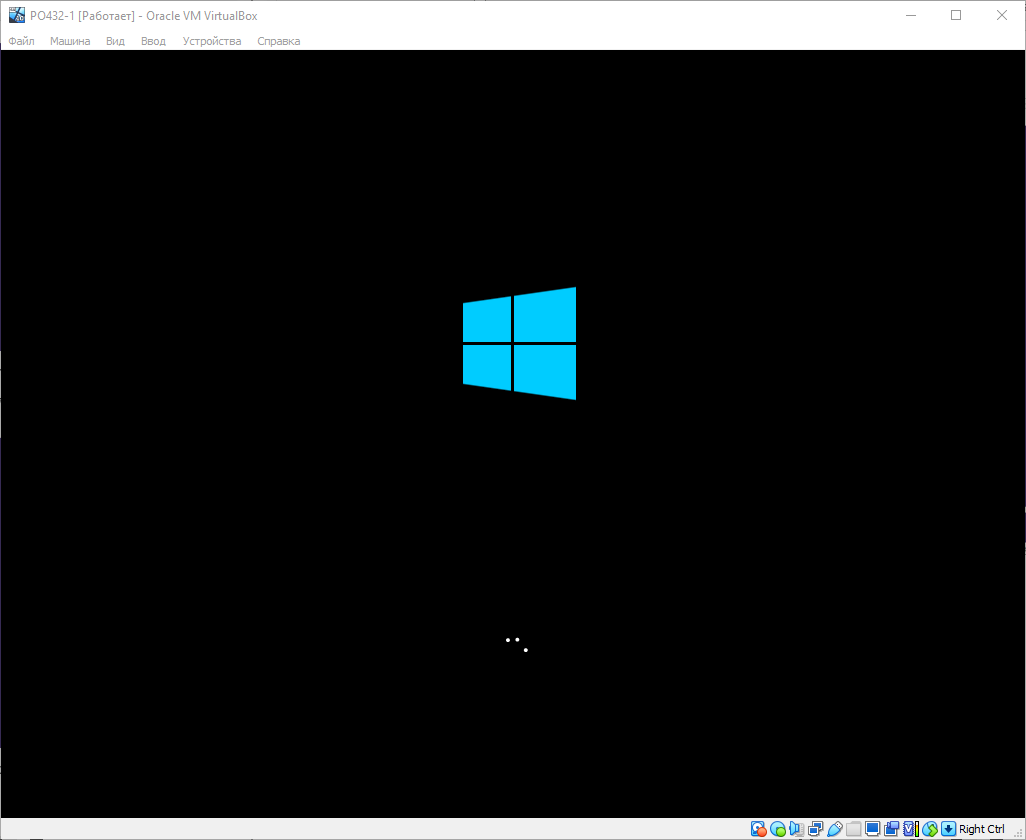 PO432-1 [Работает] - Oracle VM VirtualBox
Файл Машина Вид Ввод Устройства Справка
Right Ctrl